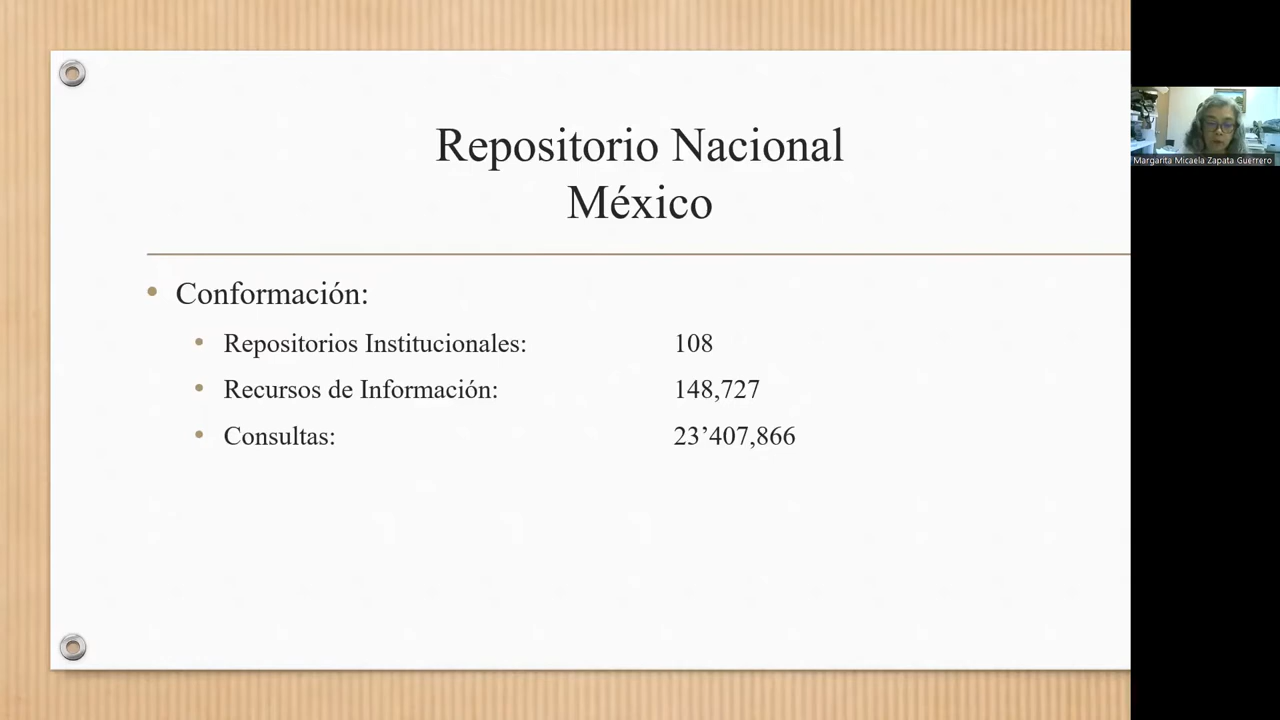 Repositorio Nacional
México
Conformación:
Repositorios Institucionales: 108
Recursos de Información: 148,727
Consultas: 23’407,866
Margarita Micaela Zapata Guerrero